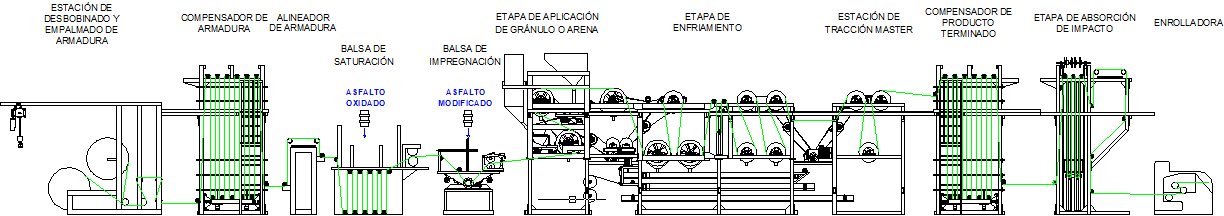 ESTACIÓN DE
DESBOBINADO Y
EMPALMADO DE
ARMADURA
COMPENSADOR DE
ARMADURA
ALINEADOR
DE ARMADURA
BALSA DE
SATURACIÓN
ASFALTO
OXIDADO
BALSA DE
IMPREGNACIÓN
ASFALTO
MODIFICADO
ETAPA DE APLICACIÓN
DE GRÁNULO O ARENA
ETAPA DE
ENFRIAMIENTO
ESTACIÓN DE
TRACCIÓN MASTER
COMPENSADOR DE
PRODUCTO
TERMINADO
ETAPA DE ABSORCIÓN
DE IMPACTO
ENROLLADORA